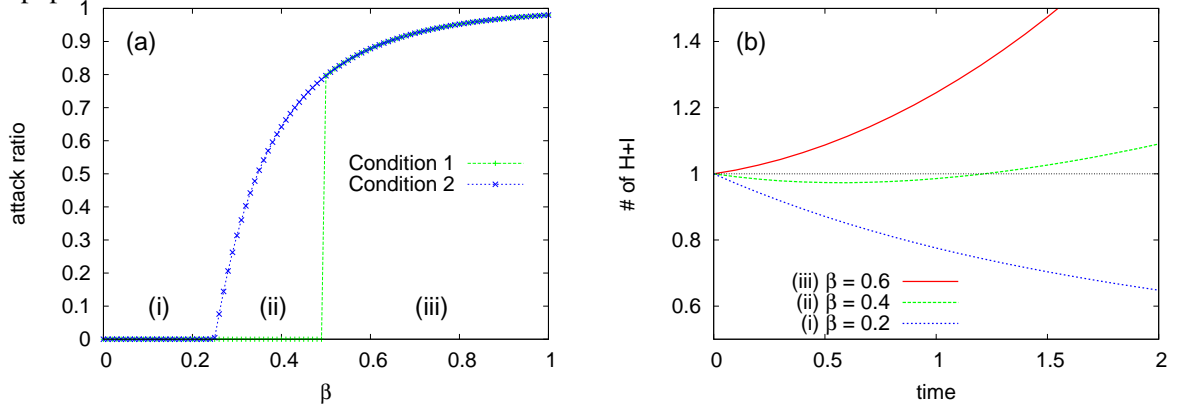 (a)
attack ratio
1
0.9
0.8
0.7
0.6
0.5
0.4
0.3
0.2
0.1
0
Condition 1
Condition 2
(i) (ii) (iii)
0 0.2 0.4 0.6 0.8 1
β
(b)
# of H+I
1.4
1.2
1
0.8
0.6
(iii) β = 0.6
(ii) β = 0.4
(i) β = 0.2
0 0.5 1 1.5 2
time